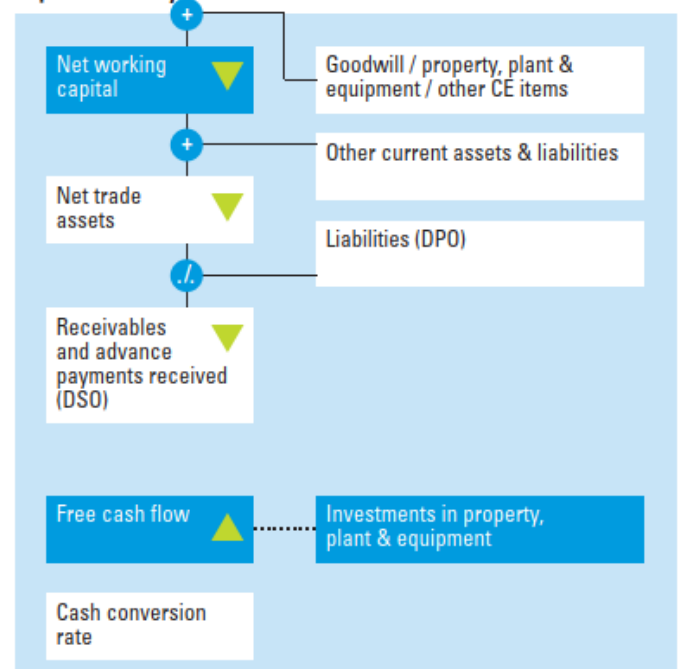 +
Net working
capital
Goodwill / property, plant &
equipment / other CE items
+
Other current assets & liabilities
Net trade
assets
Liabilities (DPO)
./.
Receivables
and advance
payments received
(DSO)
Free cash flow
Investments in property,
plant & equipment
Cash conversion
rate